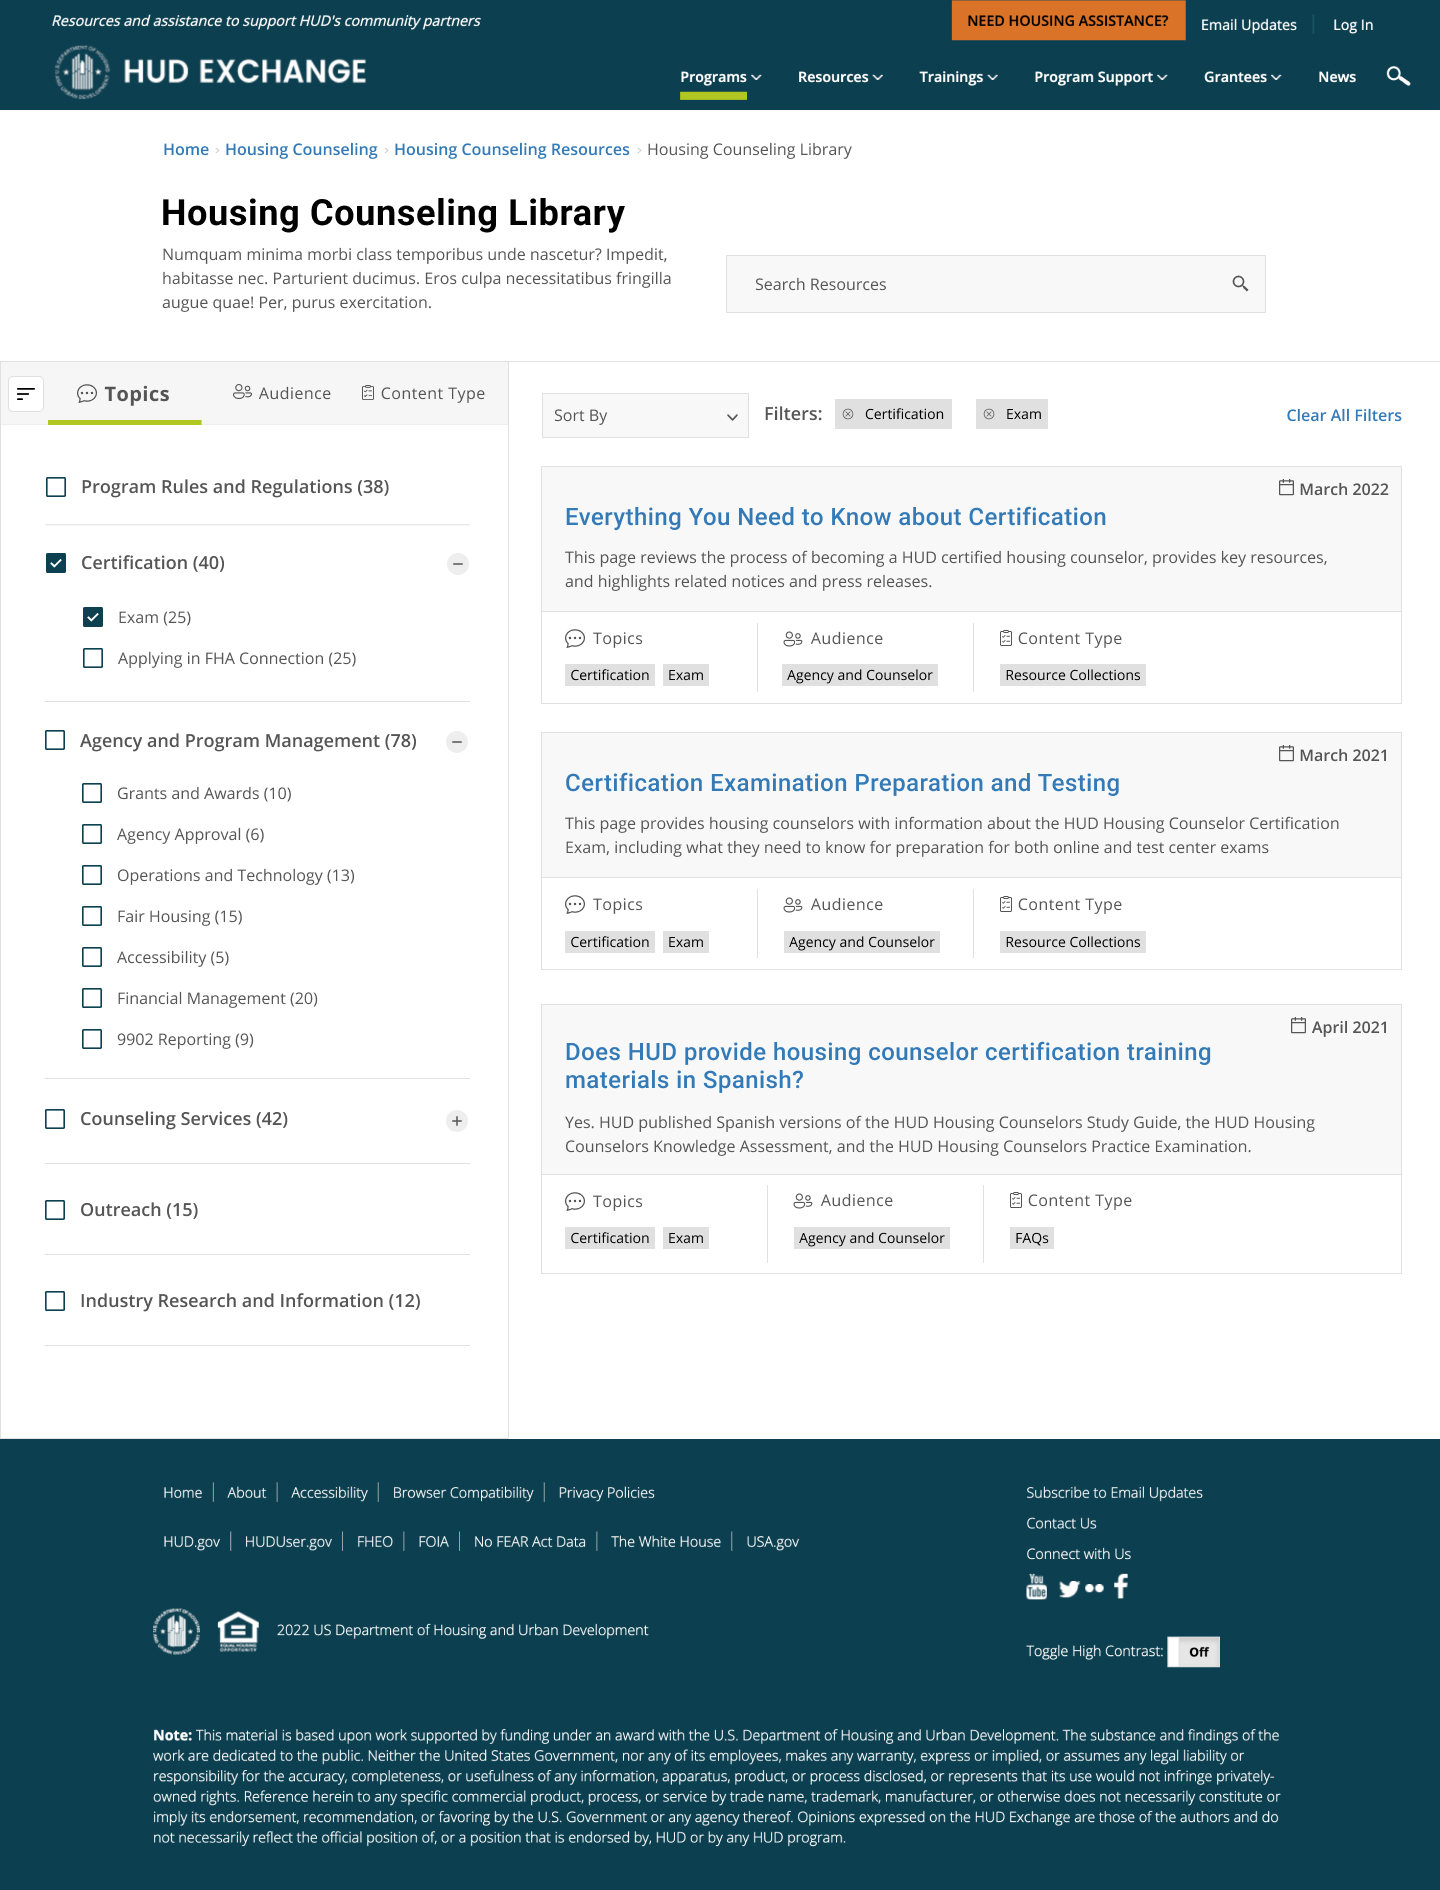 Resources and assistance to support HUD's community partners
NEED HOUSING ASSISTANCE?
Email Updates
Log In
HUD EXCHANGE
Programs
Resources
Trainings
Program Support
Grantees
News
Home › Housing Counseling › Housing Counseling Resources › Housing Counseling Library
Housing Counseling Library
Numquam minima morbi class temporibus unde nascetur? Impedit,
habitasse nec. Parturient ducimus. Eros culpa necessitatibus fringilla
augue quae! Per, purus exercitation.
Search Resources
Topics
Audience
Content Type
Program Rules and Regulations (38)
Certification (40)
Exam (25)
Applying in FHA Connection (25)
Agency and Program Management (78)
Grants and Awards (10)
Agency Approval (6)
Operations and Technology (13)
Fair Housing (15)
Accessibility (5)
Financial Management (20)
9902 Reporting (9)
Counseling Services (42)
Outreach (15)
Industry Research and Information (12)
Sort By
Filters:
Certification
Exam
Clear All Filters
March 2022
Everything You Need to Know about Certification
This page reviews the process of becoming a HUD certified housing counselor, provides key resources,
and highlights related notices and press releases.
Topics
Audience
Content Type
Certification
Exam
Agency and Counselor
Resource Collections
March 2021
Certification Examination Preparation and Testing
This page provides housing counselors with information about the HUD Housing Counselor Certification
Exam, including what they need to know for preparation for both online and test center exams
Topics
Audience
Content Type
Certification
Exam
Agency and Counselor
Resource Collections
April 2021
Does HUD provide housing counselor certification training
materials in Spanish?
Yes. HUD published Spanish versions of the HUD Housing Counselors Study Guide, the HUD Housing
Counselors Knowledge Assessment, and the HUD Housing Counselors Practice Examination.
Topics
Audience
Content Type
Certification
Exam
Agency and Counselor
FAQs
Home
About
Accessibility
Browser Compatibility
Privacy Policies
HUD.gov
HUDUser.gov
FHEO
FOIA
No FEAR Act Data
The White House
USA.gov
2022 US Department of Housing and Urban Development
Subscribe to Email Updates
Contact Us
Connect with Us
You Tube
Toggle High Contrast: Off
EQUAL HOUSING
OPPORTUNITY
Note: This material is based upon work supported by funding under an award with the U.S. Department of Housing and Urban Development. The substance and findings of the
work are dedicated to the public. Neither the United States Government, nor any of its employees, makes any warranty, express or implied, or assumes any legal liability or
responsibility for the accuracy, completeness, or usefulness of any information, apparatus, product, or process disclosed, or represents that its use would not infringe privately-
owned rights. Reference herein to any specific commercial product, process, or service by trade name, trademark, manufacturer, or otherwise does not necessarily constitute or
imply its endorsement, recommendation, or favoring by the U.S. Government or any agency thereof. Opinions expressed on the HUD Exchange are those of the authors and do
not necessarily reflect the official position of, or a position that is endorsed by, HUD or by any HUD program.